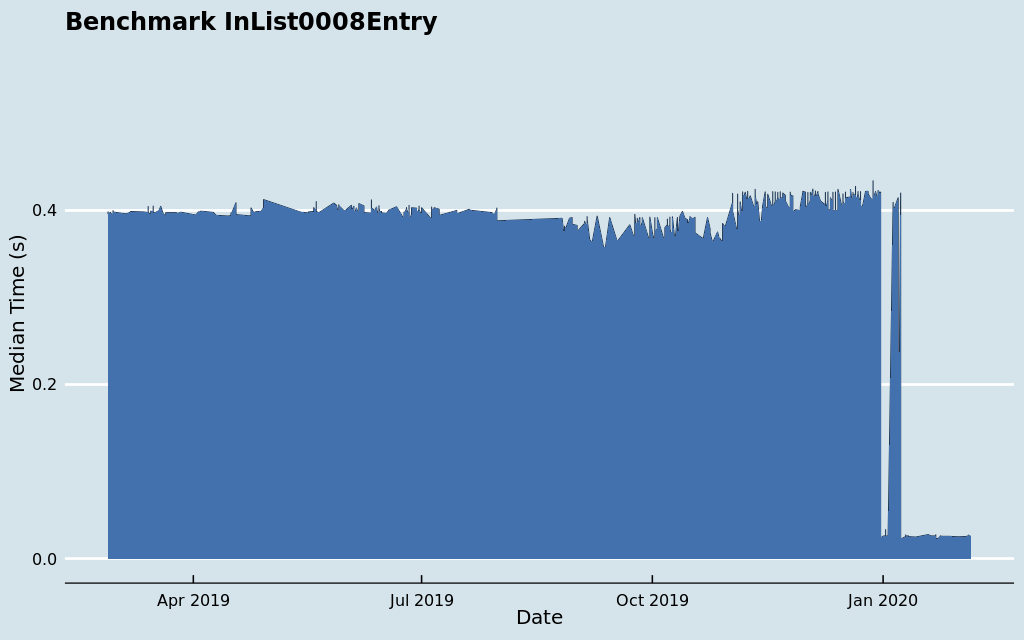 Benchmark InList0008Entry
Median Time (s)
0.4
0.2
0.0
Apr 2019
Jul 2019
Oct 2019
Jan 2020
Date